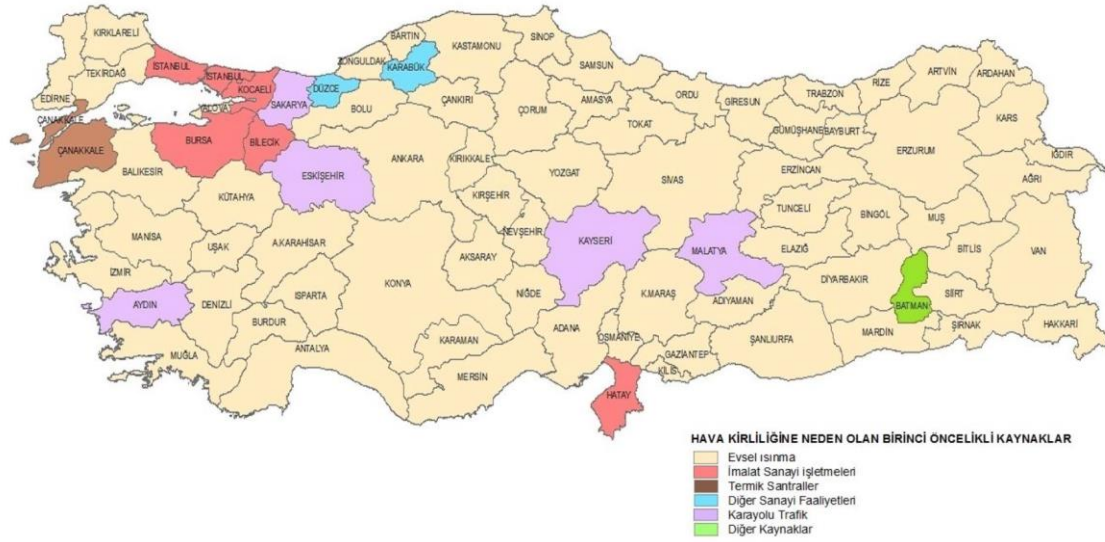 KIRKLARELİ
TEKİRDAĞ
EDİRNE
İSTANBUL
İSTANBUL
KOCAELİ
YALOVA
SAKARYA
DÜZCE
ZONGULDAK
BARTIN
KARABÜK
KASTAMONU
SİNOP
SAMSUN
ORDU
GİRESUN
TRABZON
RİZE
ARTVİN
ARDAHAN
ÇANAKKALE
ÇANAKKALE
BALIKESİR
BURSA
BİLECİK
BOLU
ÇANKIRI
ÇORUM
AMASYA
TOKAT
GÜMÜŞHANE
BAYBURT
ERZURUM
KARS
IĞDIR
AĞRI
ESKİŞEHİR
ANKARA
KIRIKKALE
YOZGAT
SİVAS
ERZİNCAN
KÜTAHYA
KIRŞEHİR
TUNCELİ
BİNGÖL
MUŞ
MANİSA
UŞAK
A.KARAHİSAR
NEVŞEHİR
KAYSERİ
MALATYA
ELAZIĞ
BİTLİS
VAN
İZMİR
AKSARAY
KONYA
NİĞDE
K.MARAŞ
DİYARBAKIR
SİİRT
AYDIN
DENİZLİ
ISPARTA
ADIYAMAN
BATMAN
BURDUR
ADANA
OSMANİYE
ŞANLIURFA
MARDİN
ŞIRNAK
HAKKARİ
MUĞLA
ANTALYA
KARAMAN
MERSİN
GAZİANTEP
KİLİS
HATAY
HAVA KİRLİLİĞİNE NEDEN OLAN BİRİNCİ ÖNCELİKLİ KAYNAKLAR
Evsel ısınma
İmalat Sanayi işletmeleri
Termik Santraller
Diğer Sanayi Faaliyetleri
Karayolu Trafik
Diğer Kaynaklar